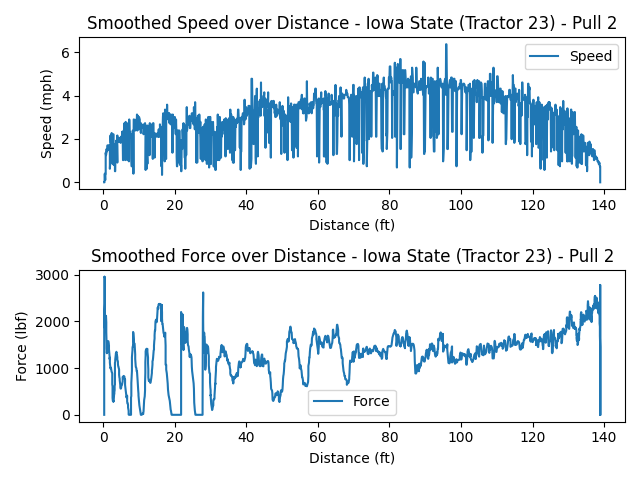 Smoothed Speed over Distance - Iowa State (Tractor 23) - Pull 2
6
4
2
0
Speed (mph)
Speed
0 20 40 60 80 100 120 140
Distance (ft)
Smoothed Force over Distance - Iowa State (Tractor 23) - Pull 2
3000
2000
1000
0
Force (lbf)
Force
0 20 40 60 80 100 120 140
Distance (ft)